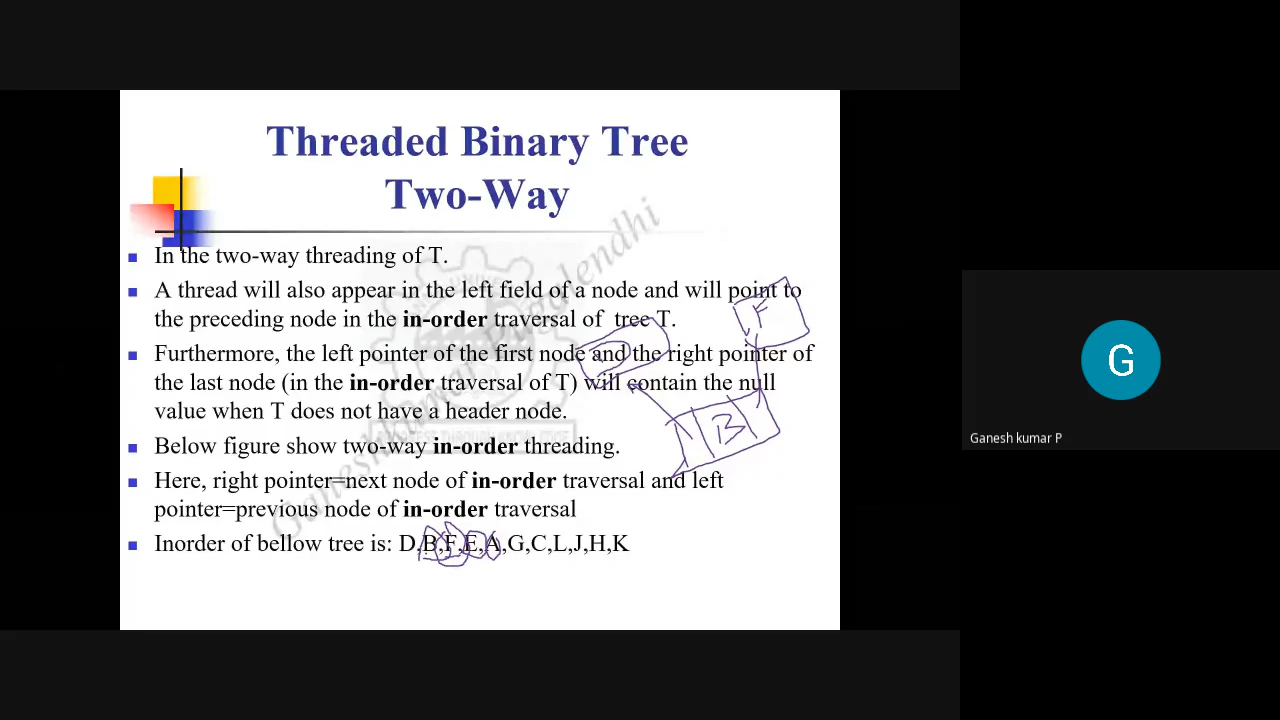 Threaded Binary Tree
Two-Way
In the two-way threading of T.
A thread will also appear in the left field of a node and will point to
the preceding node in the in-order traversal of tree T.
Furthermore, the left pointer of the first node and the right pointer of
the last node (in the in-order traversal of T) will contain the null
value when T does not have a header node.
Below figure show two-way in-order threading.
Here, right pointer=next node of in-order traversal and left
pointer=previous node of in-order traversal
Inorder of bellow tree is: D,B,F,E,A,G,C,L,J,H,K
F
D
B
Ganeshkumar Pugalendhi
G
Ganesh kumar P